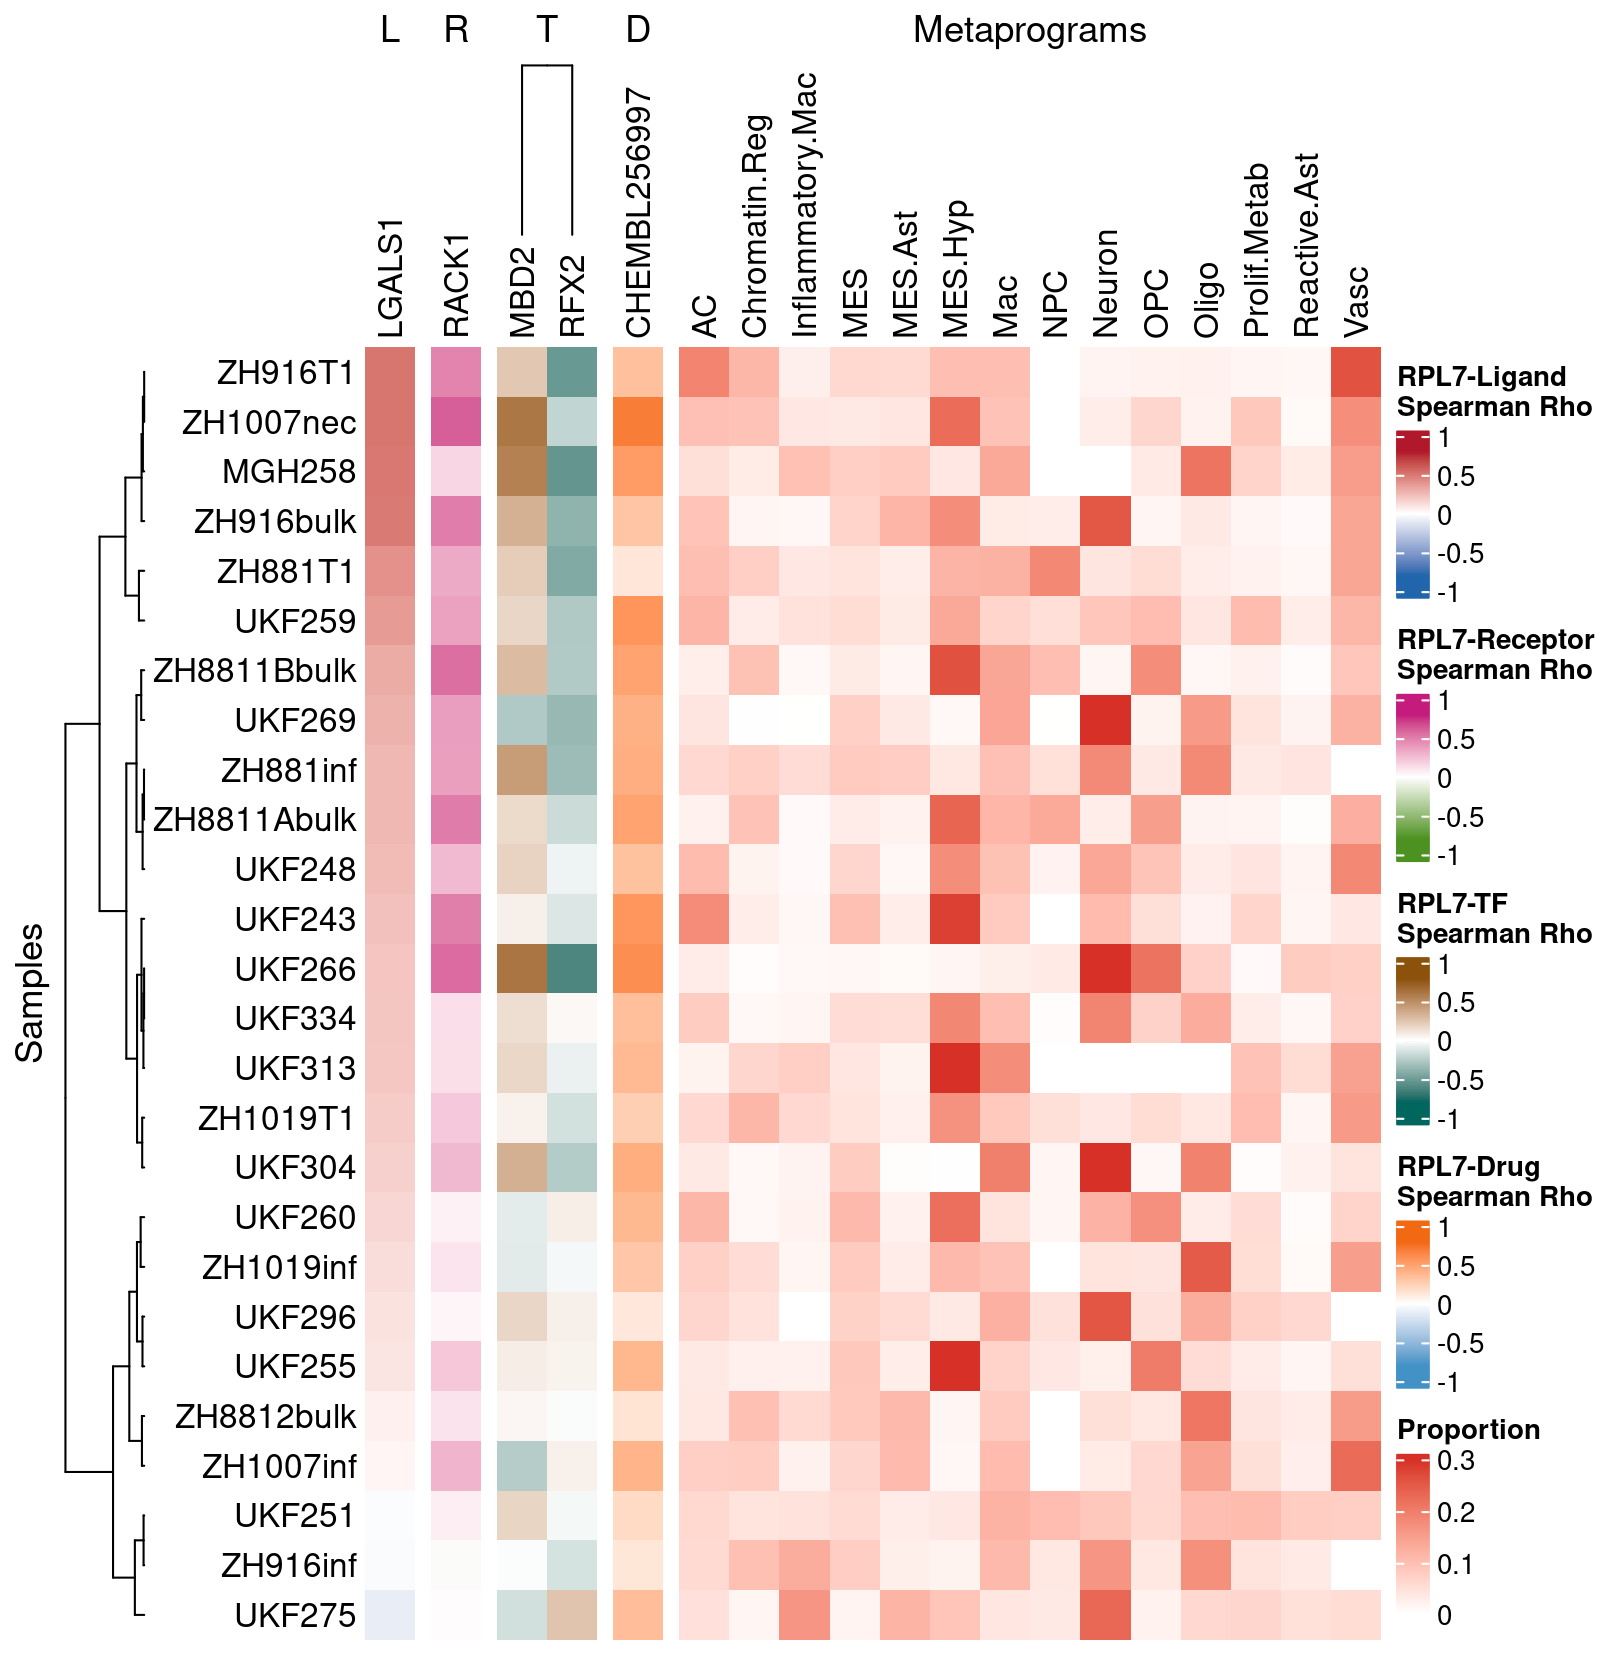 L R T D Metaprograms
LGALS1
RACK1
MBD2
RFX2
CHEMBL256997
AC
Chromatin.Reg
Inflammatory.Mac
MES
MES.Ast
MES.Hyp
Mac
NPC
Neuron
OPC
Oligo
Prolif.Metab
Reactive.Ast
Vasc
Samples
ZH916T1
ZH1007nec
MGH258
ZH916bulk
ZH881T1
UKF259
ZH8811Bbulk
UKF269
ZH881inf
ZH8811Abulk
UKF248
UKF243
UKF266
UKF334
UKF313
ZH1019T1
UKF304
UKF260
ZH1019inf
UKF296
UKF255
ZH8812bulk
ZH1007inf
UKF251
ZH916inf
UKF275
RPL7-Ligand
Spearman Rho
1
0.5
0
-0.5
-1
RPL7-Receptor
Spearman Rho
1
0.5
0
-0.5
-1
RPL7-TF
Spearman Rho
1
0.5
0
-0.5
-1
RPL7-Drug
Spearman Rho
1
0.5
0
-0.5
-1
Proportion
0.3
0.2
0.1
0